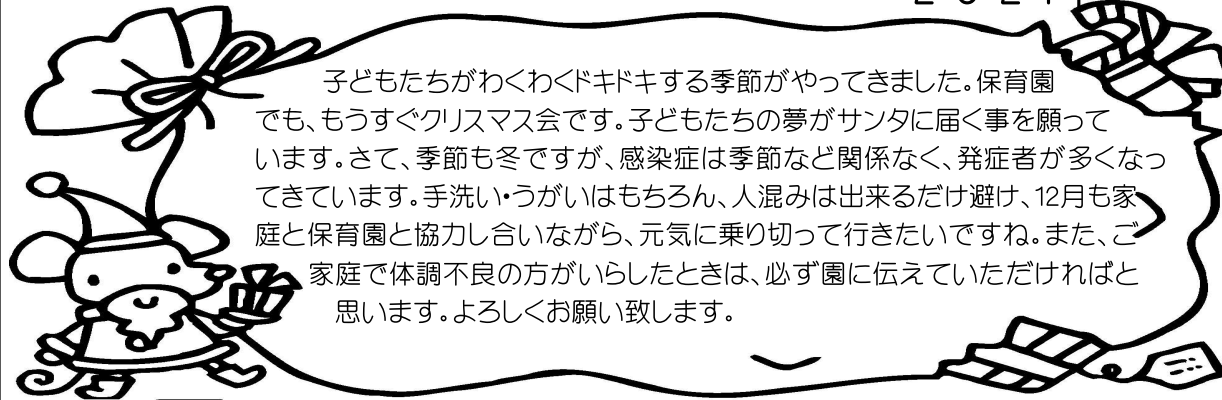 子どもたちがわくわくドキドキする季節がやってきました。保育園
でも、もうすぐクリスマス会です。子どもたちの夢がサンタに届く事を願って
います。さて、季節も冬ですが、感染症は季節など関係なく、発症者が多くなっ
てきています。手洗い・うがいはもちろん、人混みは出来るだけ避け、12月も家
庭と保育園と協力し合いながら、元気に乗り切って行きたいですね。また、ご
家庭で体調不良の方がいらしたときは、必ず園に伝えていただければと
思います。よろしくお願い致します。